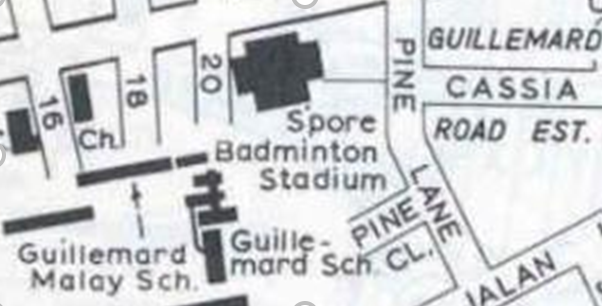 GUILLEMARD
PINE
20
CASSIA
18
16
Ch.
S'pore
Badminton
Stadium
ROAD EST.
LANE
PINE
CL.
Guillemard
Malay Sch.
Guille-
mard Sch.
JALAN